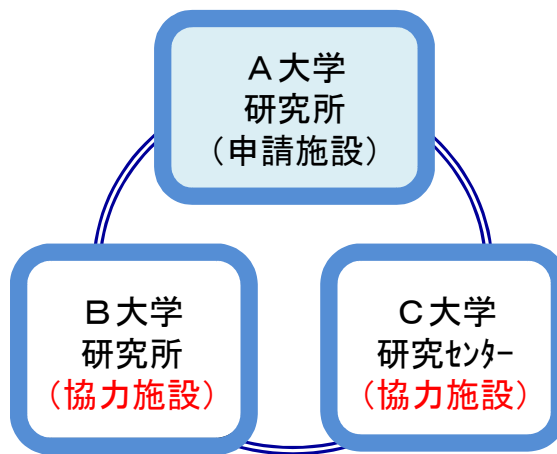 A大学
研究所
(申請施設)
B大学
研究所
(協力施設)
C大学
研究ｾﾝﾀｰ
(協力施設)